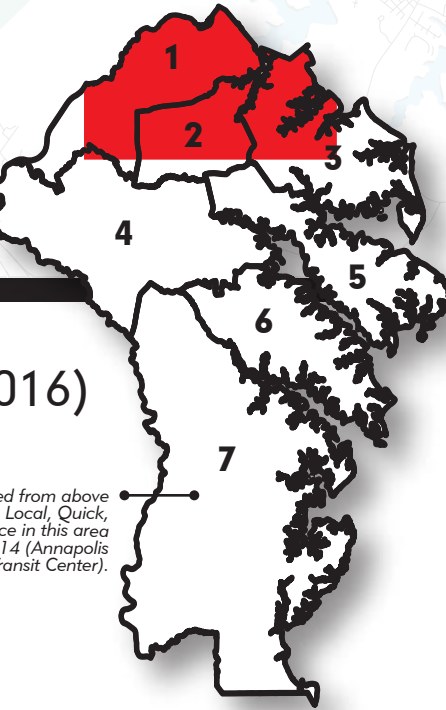 1
2
3
4
5
6
016)
7
ed from above
Local, Quick,
ce in this area
14 (Annapolis
ransit Center).